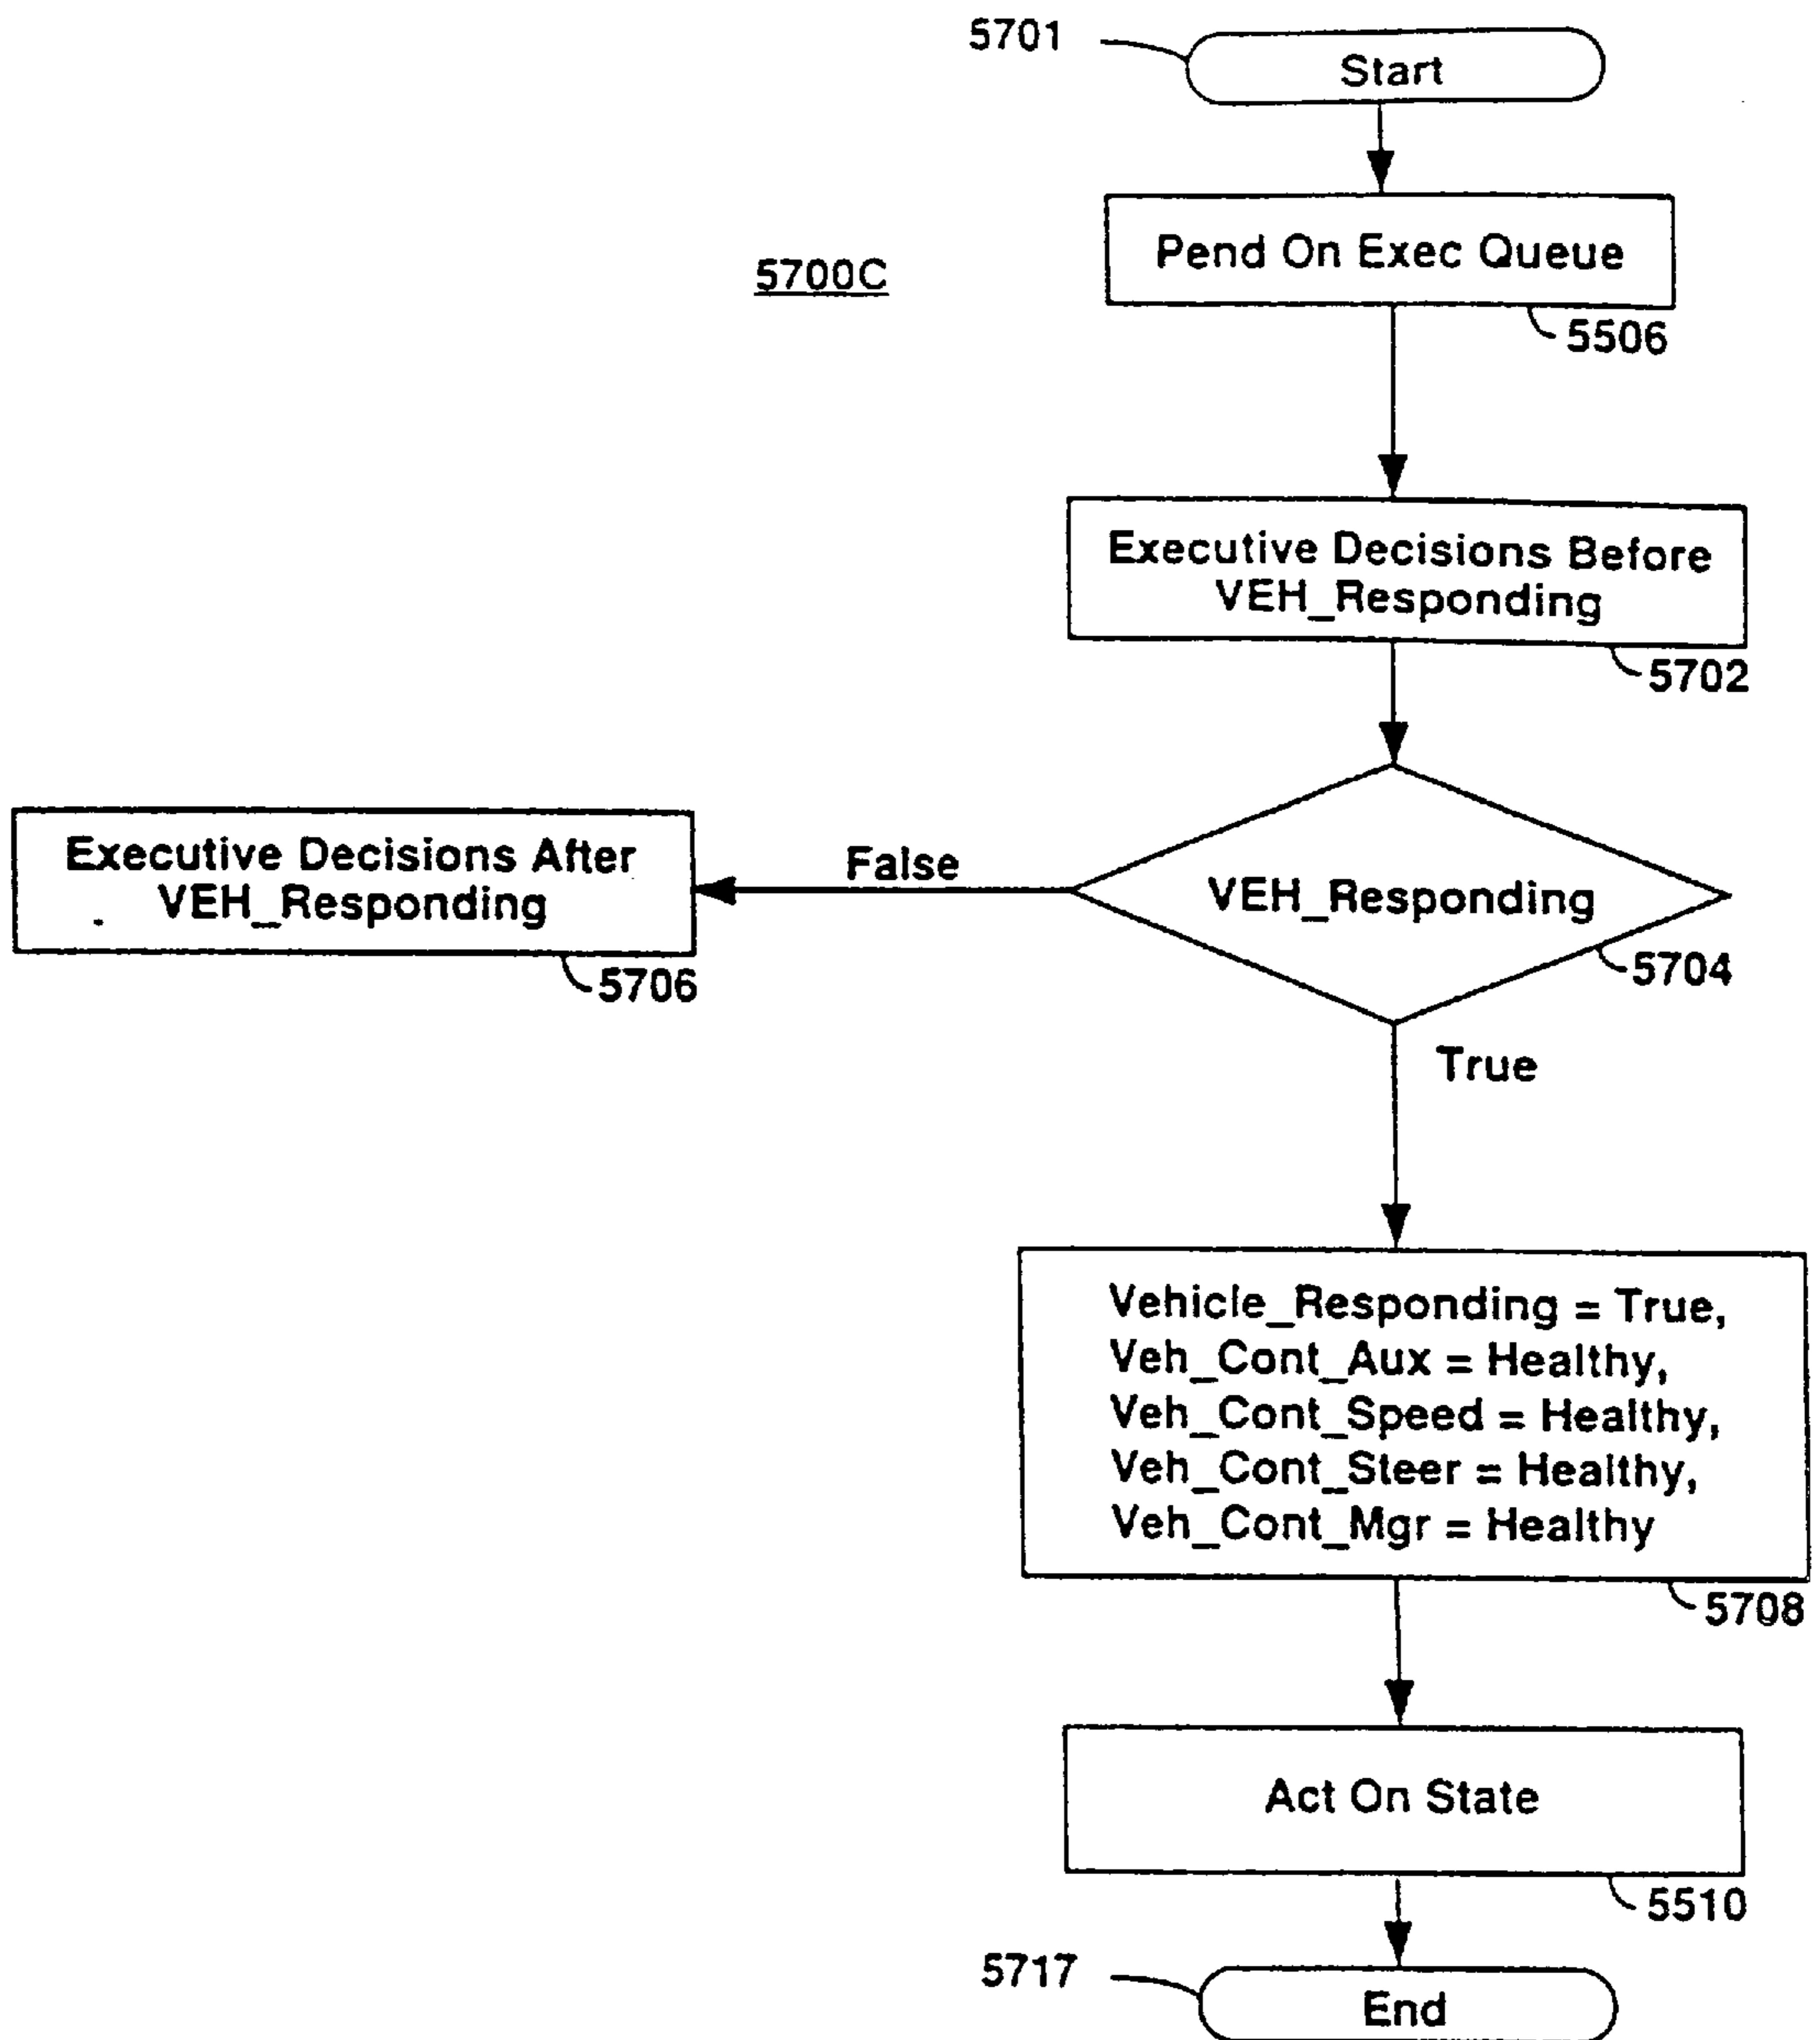 5701
Start
Pend On Exec Queue
5700C
5506
Executive Decisions Before
VEH_Responding
5702
Executive Decisions After
VEH_Responding
5706
False
VEH_Responding
5704
True
Vehicle_Responding = True,
Veh_Cont_Aux = Healthy,
Veh_Cont_Speed = Healthy,
Veh_Cont_Steer = Healthy,
Veh_Cont_Mgr = Healthy
5708
Act On State
5510
5717
End